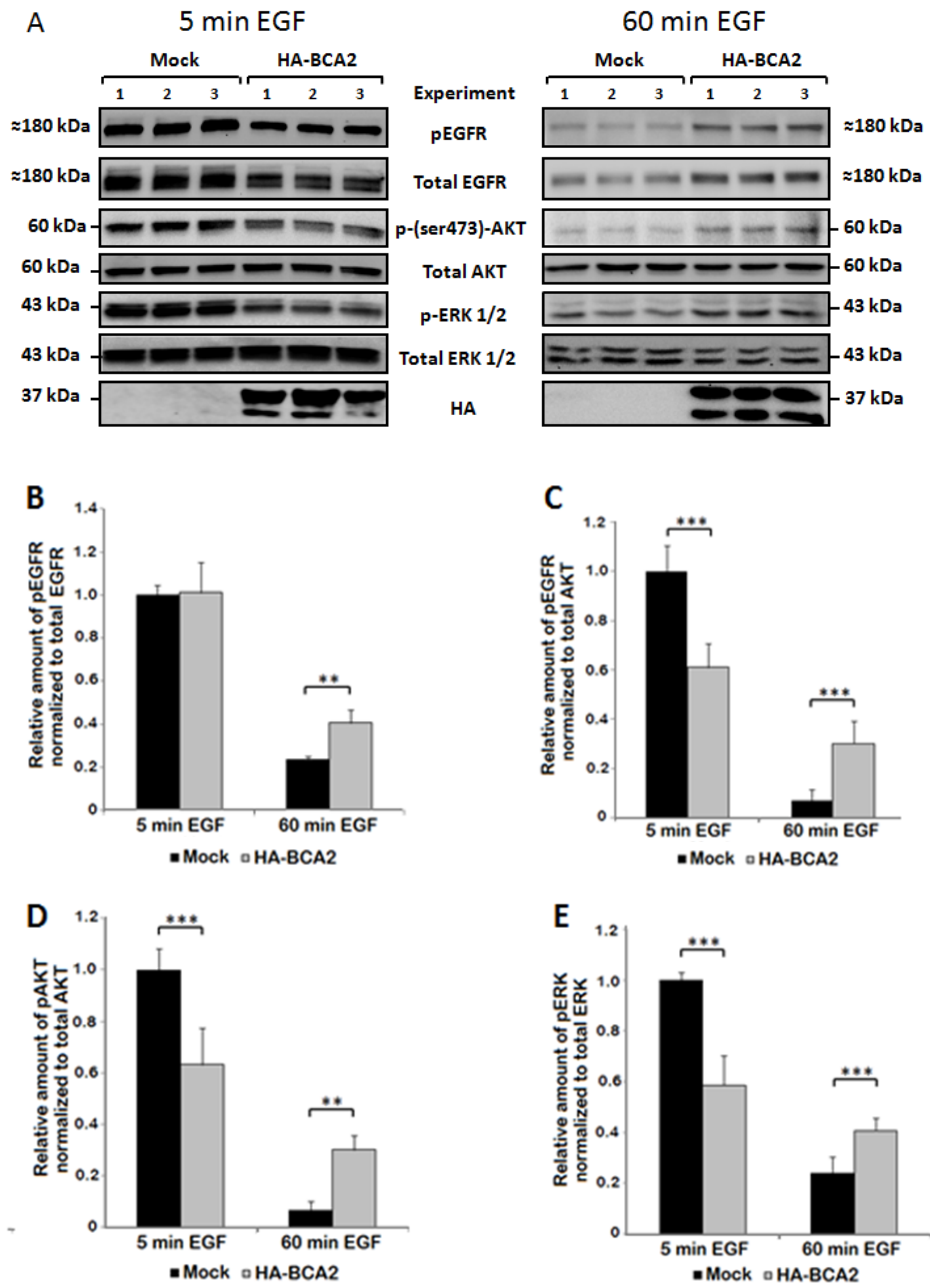 A
5 min EGF
60 min EGF
Mock
HA-BCA2
Mock
HA-BCA2
1 2 3 1 2 3
Experiment
1 2 3 1 2 3
≈180 kDa
pEGFR
≈180 kDa
≈180 kDa
Total EGFR
≈180 kDa
60 kDa
p-(ser473)-AKT
60 kDa
60 kDa
Total AKT
60 kDa
43 kDa
p-ERK 1/2
43 kDa
43 kDa
Total ERK 1/2
43 kDa
37 kDa
HA
37 kDa
B
Relative amount of pEGFR
normalized to total EGFR
1.4
1.2
1.0
0.8
0.6
0.4
0.2
0
**
5 min EGF
60 min EGF
Mock
HA-BCA2
C
Relative amount of pEGFR
normalized to total AKT
1.2
1.0
0.8
0.6
0.4
0.2
0
***
***
5 min EGF
60 min EGF
Mock
HA-BCA2
D
Relative amount of pAKT
normalized to total AKT
1.2
1.0
0.8
0.6
0.4
0.2
0
***
**
5 min EGF
60 min EGF
Mock
HA-BCA2
~
E
Relative amount of pERK
normalized to total ERK
1.2
1.0
0.8
0.6
0.4
0.2
0
***
***
5 min EGF
60 min EGF
Mock
HA-BCA2